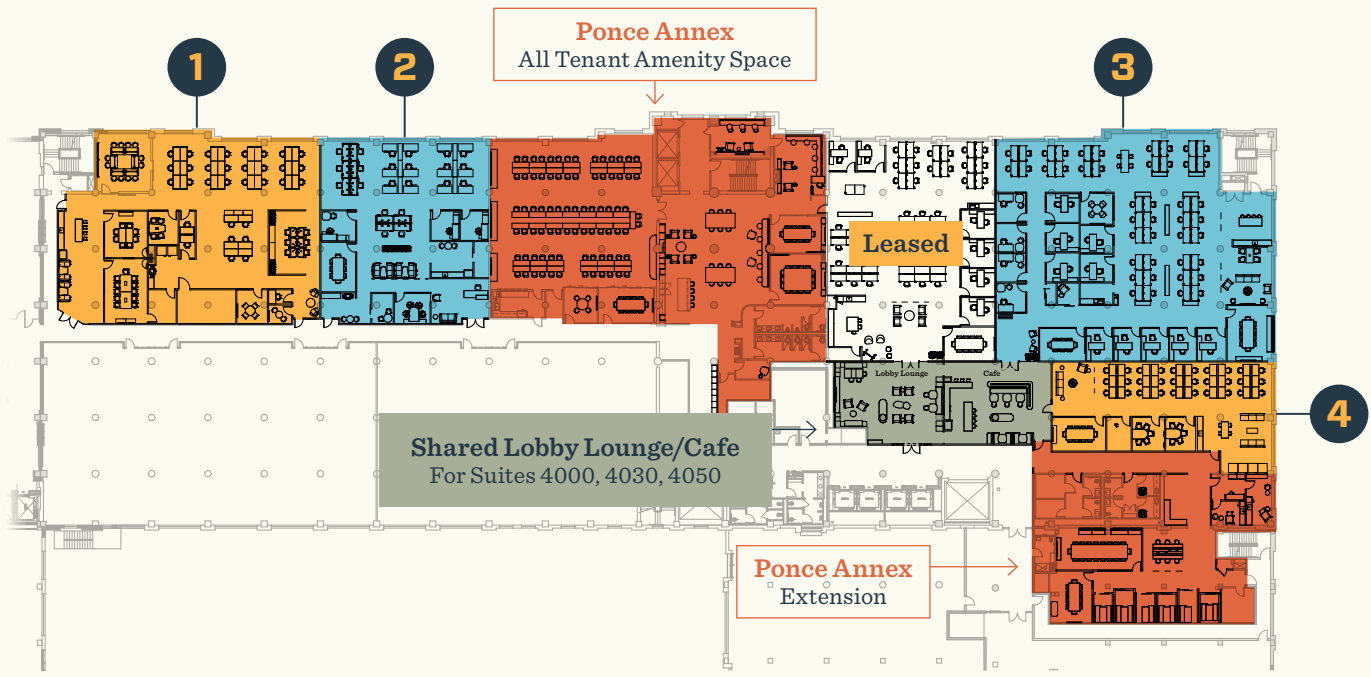 Ponce Annex
All Tenant Amenity Space
1
2
3
Leased
Lobby Lounge
Cafe
4
Shared Lobby Lounge/Cafe
For Suites 4000, 4030, 4050
Ponce Annex
Extension